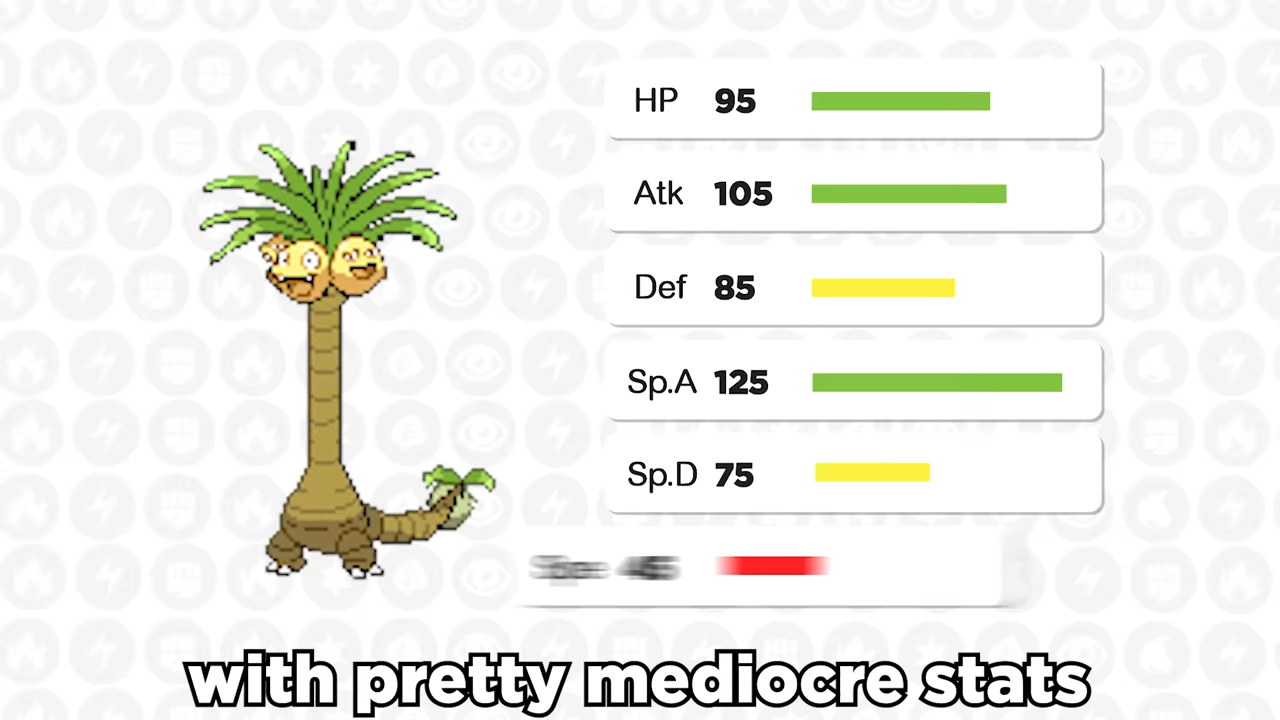 HP 95
Atk 105
Def 85
Sp.A 125
Sp.D 75
with pretty mediocre stats